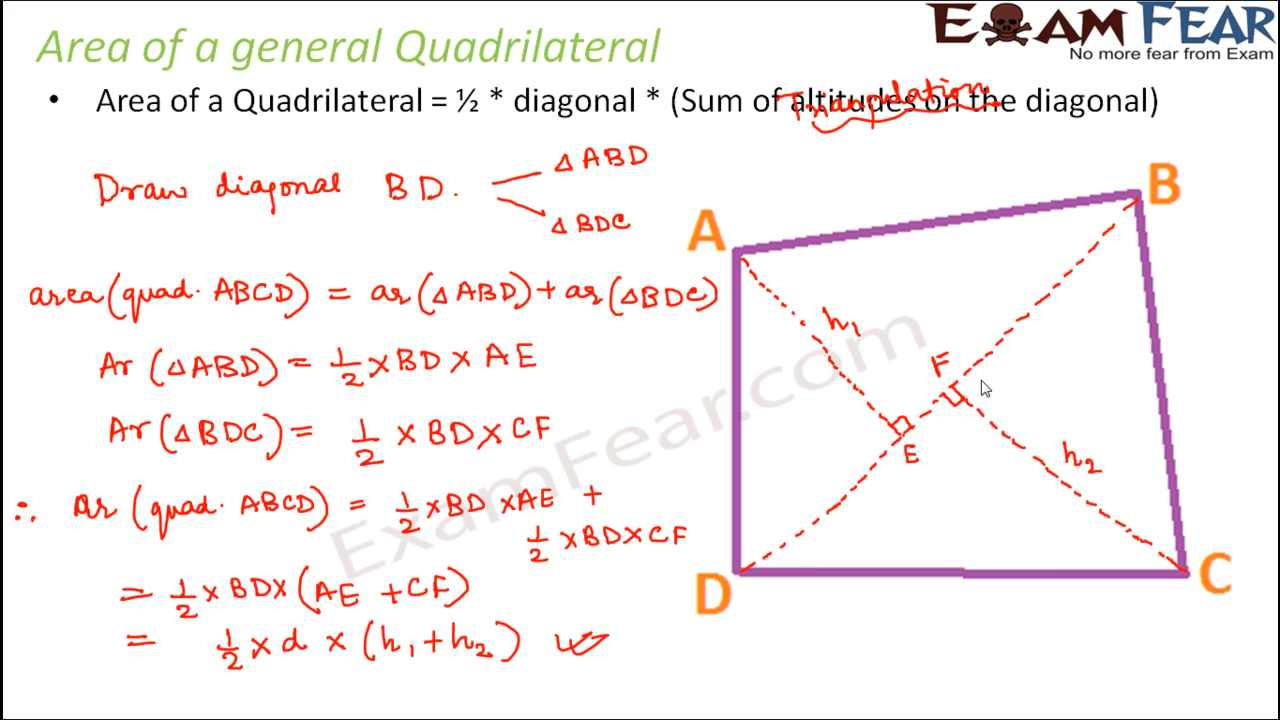 EXAM FEAR
No more fear from Exam
Area of a general Quadrilateral
• Area of a Quadrilateral = ½ * diagonal * (Sum of altitudes on the diagonal)
Triangulation
Draw diagonal BD.
△ ABD
△ BDC
area (quad. ABCD) = ar (△ ABD) + ar (△BDC)
Ar (△ABD) = 1/2 × BD × AE
Ar (△BDC) = 1/2 × BD × CF
∴ ar (quad. ABCD) = 1/2 × BD × AE +
1/2 × BD × CF
= 1/2 × BD × (AE + CF)
= 1/2 × d × (h₁ + h₂)
A
B
h₁
F
E
h₂
D
C
ExamFear.com